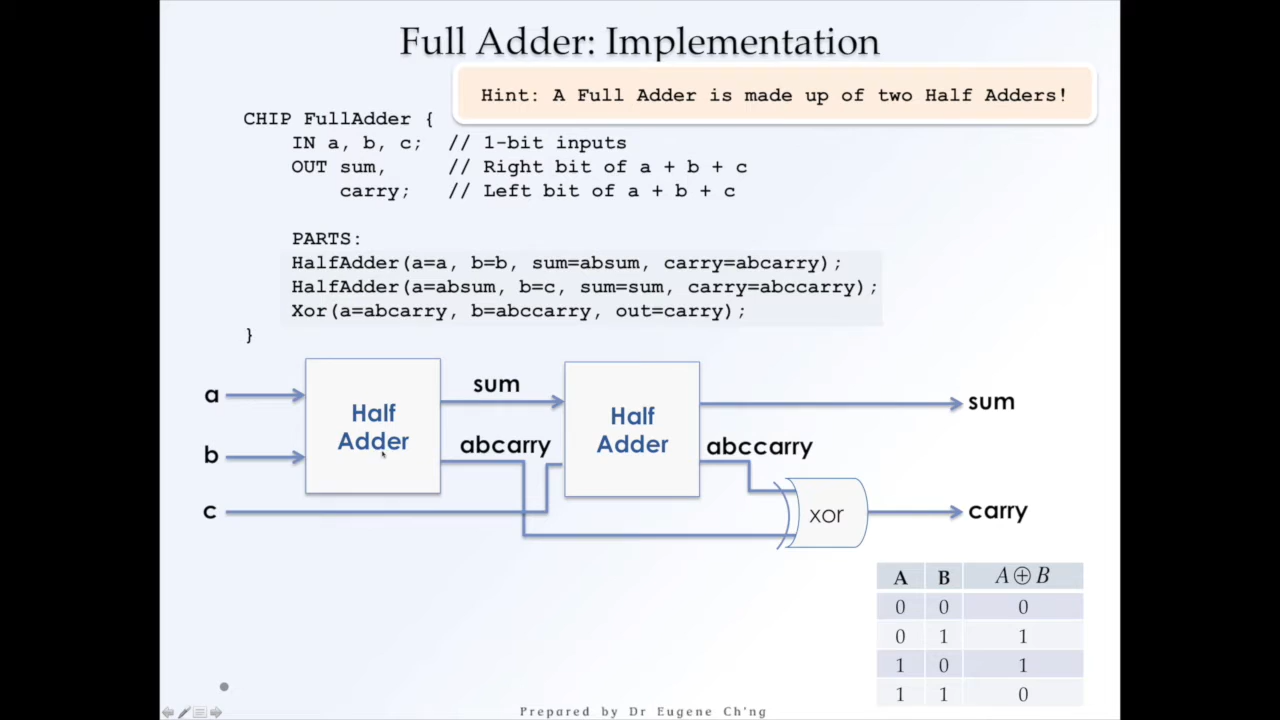 Full Adder: Implementation
Hint: A Full Adder is made up of two Half Adders!
CHIP FullAdder {
IN a, b, c; // 1-bit inputs
OUT sum, // Right bit of a + b + c
carry; // Left bit of a + b + c
PARTS:
HalfAdder(a=a, b=b, sum=absum, carry=abcarry);
HalfAdder(a=absum, b=c, sum=sum, carry=abccarry);
Xor(a=abcarry, b=abccarry, out=carry);
}
a
b
c
Half
Adder
sum
abcarry
Half
Adder
abccarry
xor
sum
carry
A B A ⊕ B
0 0 0
0 1 1
1 0 1
1 1 0
Prepared by Dr Eugene Ch'ng